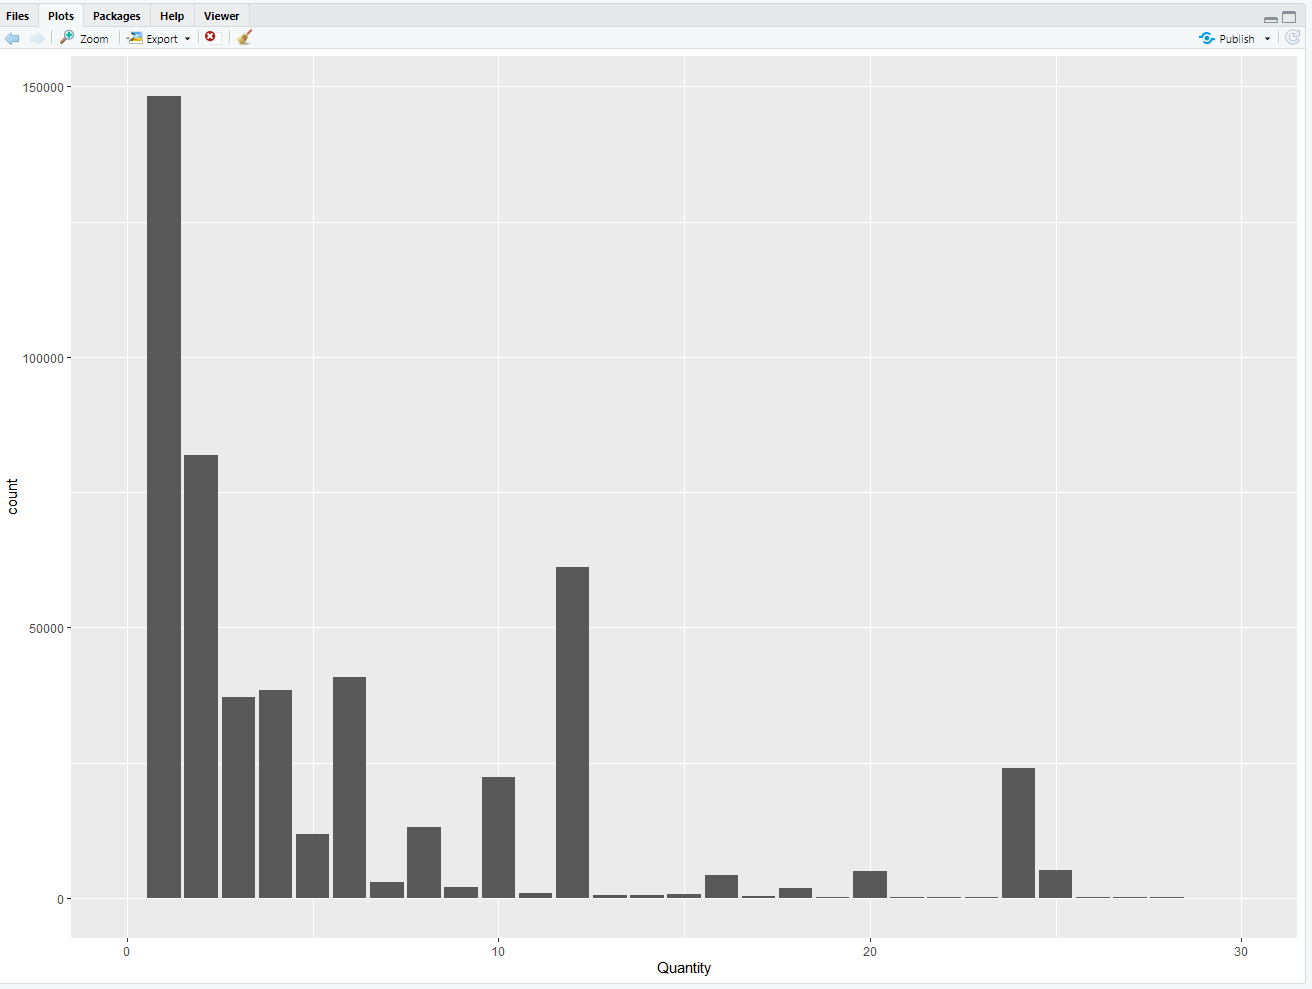 Files Plots Packages Help Viewer
Zoom Export Publish
150000
100000
50000
0
count
0 10 20 30
Quantity